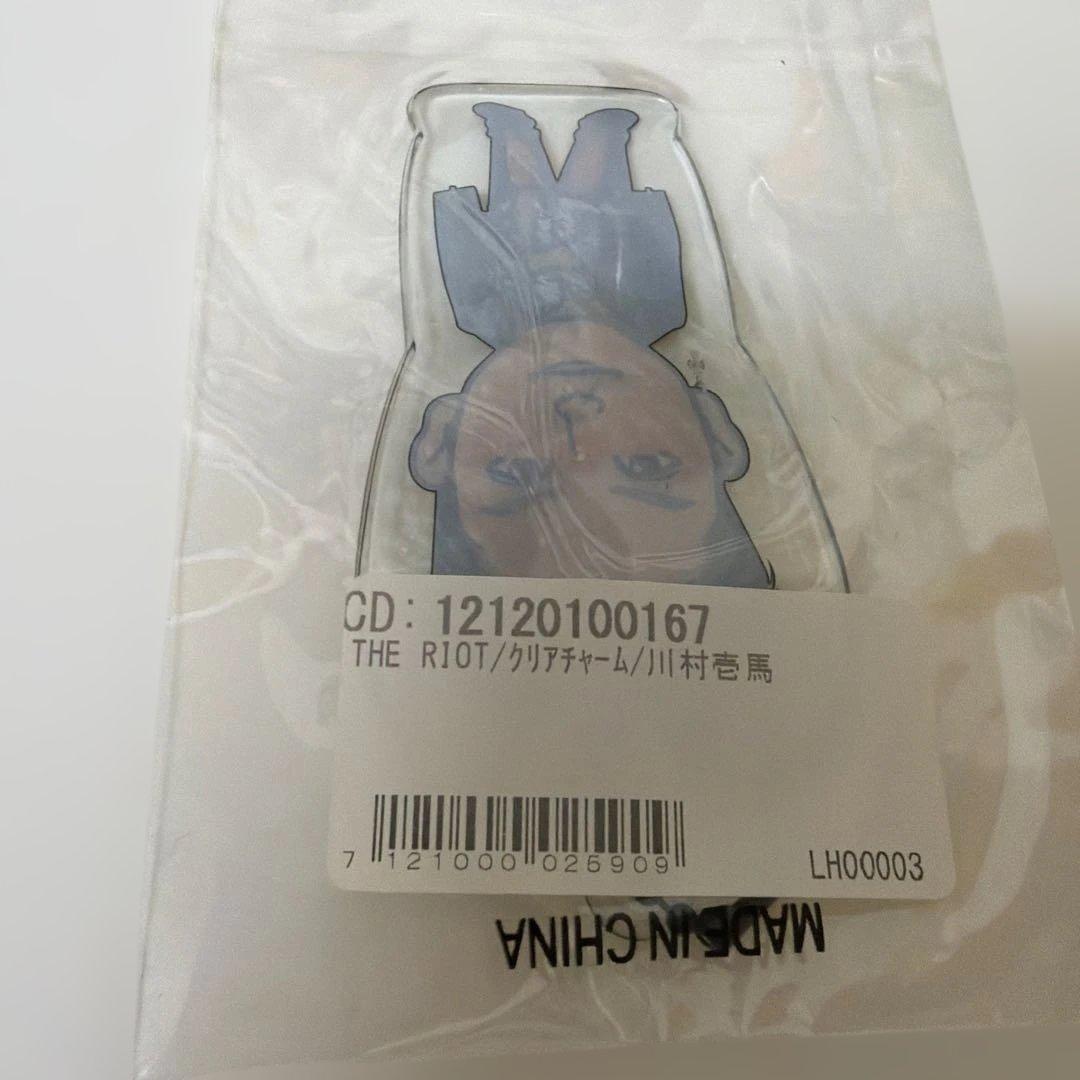 CD: 12120100167
THE RIOT/クリアチャーム/川村壱馬
7 121000 025909
LH00003
MADE IN CHINA